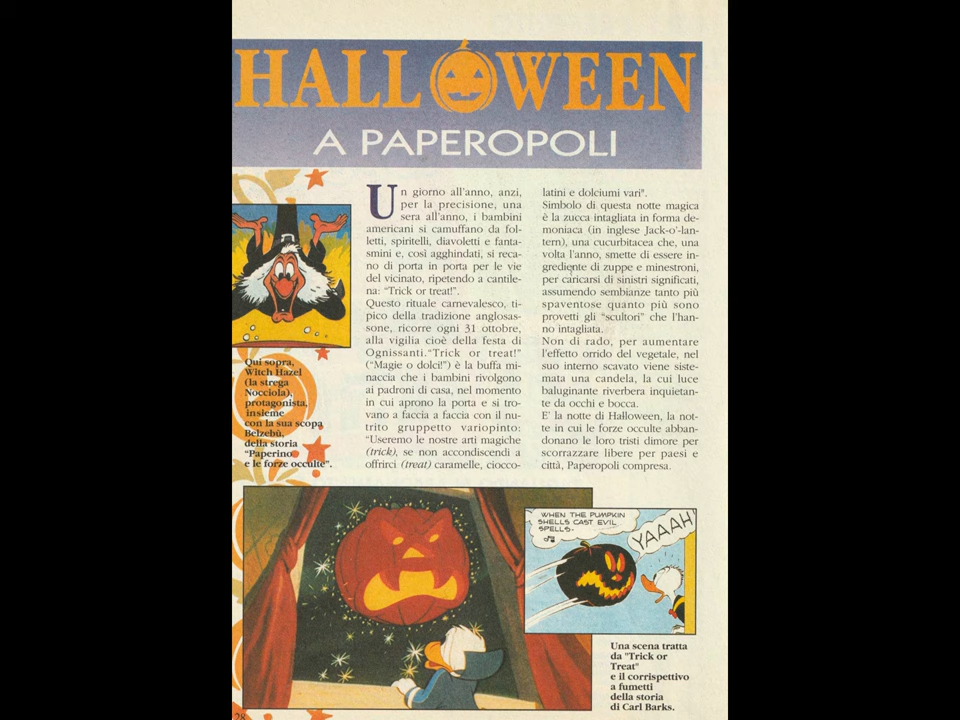 HALLOWEEN
A PAPEROPOLI
Un giorno all'anno, anzi,
per la precisione, una
sera all'anno, i bambini
americani si camuffano da fol-
letti, spiritelli, diavoletti e fanta-
smini e, così agghindati, si reca-
no di porta in porta per le vie
del vicinato, ripetendo a cantile-
na: "Trick or treat!".
Questo rituale carnevalesco, ti-
pico della tradizione anglosas-
sone, ricorre ogni 31 ottobre,
alla vigilia cioè della festa di
Ognissanti."Trick or treat!"
("Magie o dolci!") è la buffa mi-
naccia che i bambini rivolgono
ai padroni di casa, nel momento
in cui aprono la porta e si tro-
vano a faccia a faccia con il nu-
trito gruppetto variopinto:
"Useremo le nostre arti magiche
(trick), se non accondiscendi a
offrirci (treat) caramelle, ciocco-
latini e dolciumi vari".
Simbolo di questa notte magica
è la zucca intagliata in forma de-
moniaca (in inglese Jack-o'-lan-
tern), una cucurbitacea che, una
volta l'anno, smette di essere in-
grediente di zuppe e minestroni,
per caricarsi di sinistri significati,
assumendo sembianze tanto più
spaventose quanto più sono
provetti gli "scultori" che l'han-
no intagliata.
Non di rado, per aumentare
l'effetto orrido del vegetale, nel
suo interno scavato viene siste-
mata una candela, la cui luce
baluginante riverbera inquietan-
te da occhi e bocca.
E' la notte di Halloween, la not-
te in cui le forze occulte abban-
donano le loro tristi dimore per
scorrazzare libere per paesi e
città, Paperopoli compresa.
Qui sopra,
Witch Hazel
(la strega
Nocciola),
protagonista,
insieme
con la sua scopa
Belzebù,
della storia
"Paperino
e le forze occulte".
WHEN THE PUMPKIN
SHELLS CAST EVIL
SPELLS.
YAAAH!
Una scena tratta
da "Trick or
Treat"
e il corrispettivo
a fumetti
della storia
di Carl Barks.
28